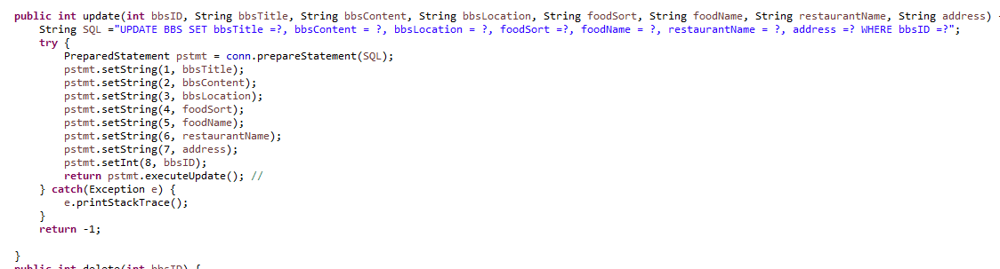 public int update(int bbsID, String bbsTitle, String bbsContent, String bbsLocation, String foodSort, String foodName, String restaurantName, String address) {
String SQL ="UPDATE BBS SET bbsTitle =?, bbsContent = ?, bbsLocation = ?, foodSort =?, foodName = ?, restaurantName = ?, address =? WHERE bbsID =?";
try {
PreparedStatement pstmt = conn.prepareStatement(SQL);
pstmt.setString(1, bbsTitle);
pstmt.setString(2, bbsContent);
pstmt.setString(3, bbsLocation);
pstmt.setString(4, foodSort);
pstmt.setString(5, foodName);
pstmt.setString(6, restaurantName);
pstmt.setString(7, address);
pstmt.setInt(8, bbsID);
return pstmt.executeUpdate(); //
} catch(Exception e) {
e.printStackTrace();
}
return -1;
}
public int delete(int bbsID) {